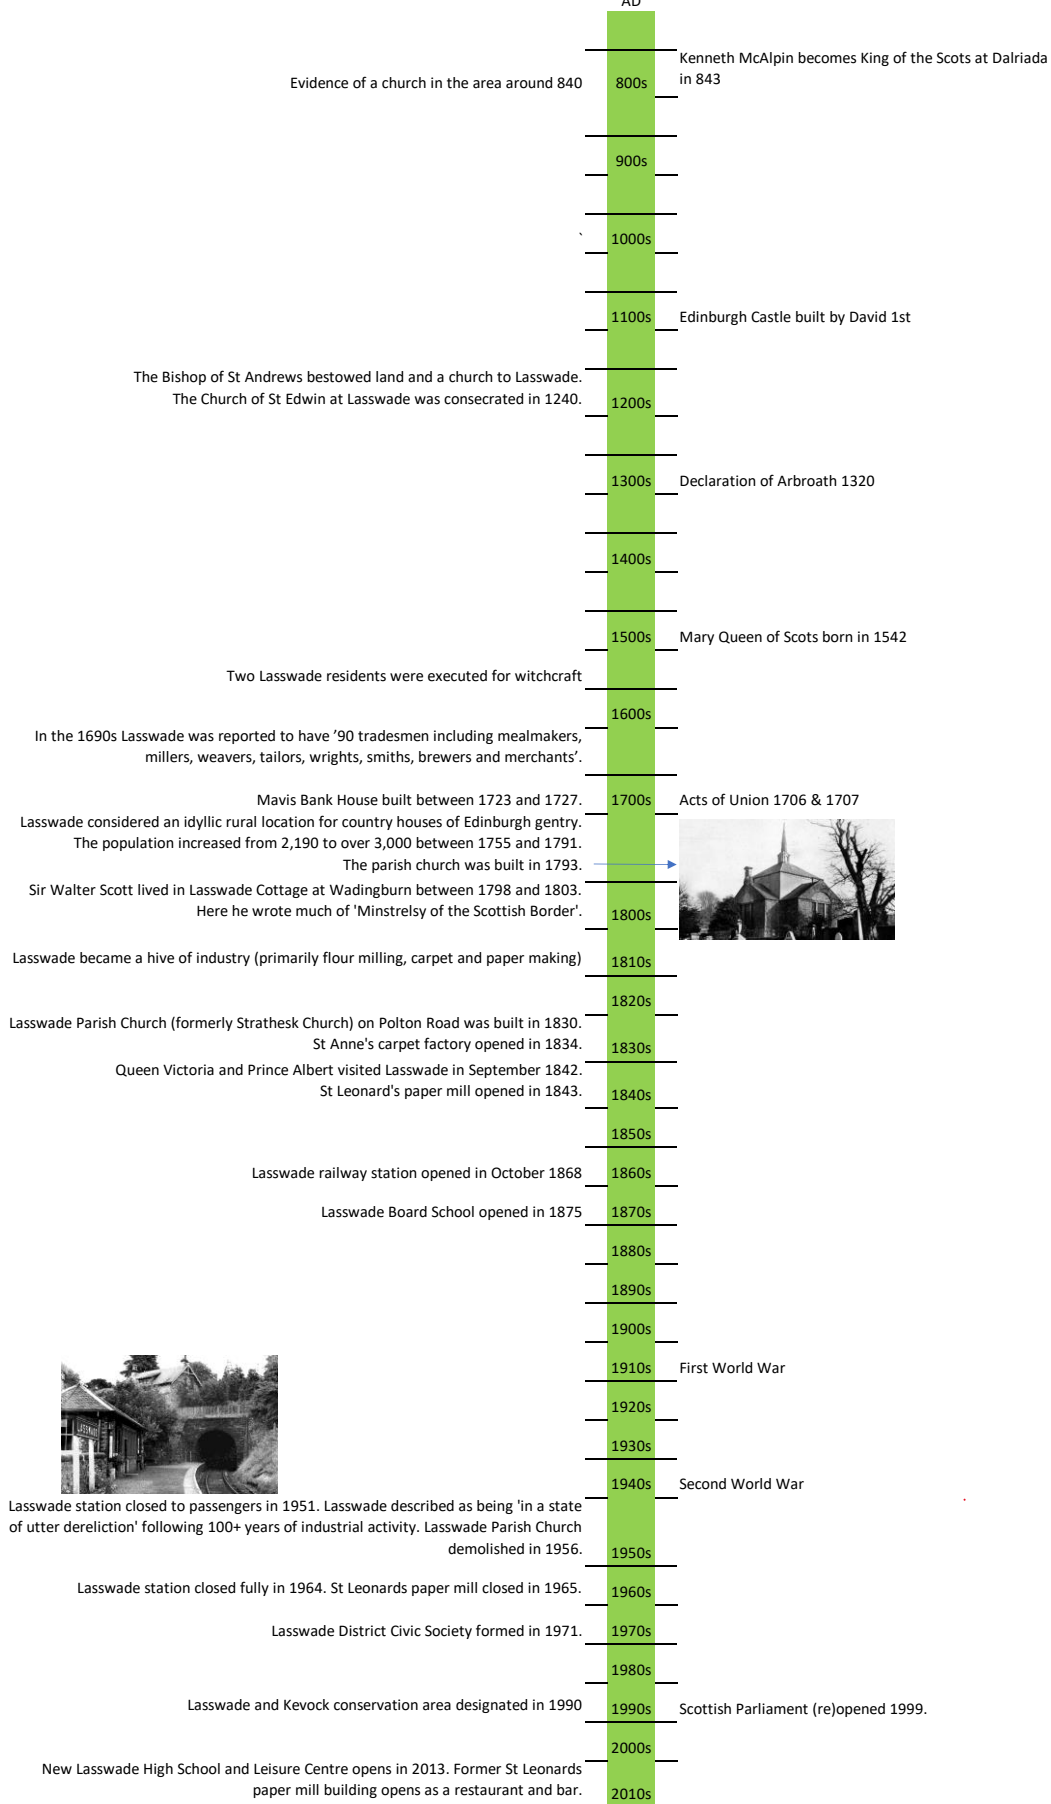 AD
Kenneth McAlpin becomes King of the Scots at Dalriada
in 843
Evidence of a church in the area around 840
800s
900s
`
1000s
1100s
Edinburgh Castle built by David 1st
The Bishop of St Andrews bestowed land and a church to Lasswade.
The Church of St Edwin at Lasswade was consecrated in 1240.
1200s
1300s
Declaration of Arbroath 1320
1400s
1500s
Mary Queen of Scots born in 1542
Two Lasswade residents were executed for witchcraft
1600s
In the 1690s Lasswade was reported to have ’90 tradesmen including mealmakers,
millers, weavers, tailors, wrights, smiths, brewers and merchants’.
Mavis Bank House built between 1723 and 1727.
1700s
Acts of Union 1706 & 1707
Lasswade considered an idyllic rural location for country houses of Edinburgh gentry.
The population increased from 2,190 to over 3,000 between 1755 and 1791.
The parish church was built in 1793.
Sir Walter Scott lived in Lasswade Cottage at Wadingburn between 1798 and 1803.
Here he wrote much of 'Minstrelsy of the Scottish Border'.
1800s
Lasswade became a hive of industry (primarily flour milling, carpet and paper making)
1810s
1820s
Lasswade Parish Church (formerly Strathesk Church) on Polton Road was built in 1830.
St Anne's carpet factory opened in 1834.
1830s
Queen Victoria and Prince Albert visited Lasswade in September 1842.
St Leonard's paper mill opened in 1843.
1840s
1850s
Lasswade railway station opened in October 1868
1860s
Lasswade Board School opened in 1875
1870s
1880s
1890s
1900s
1910s
First World War
1920s
LASSWADE
1930s
1940s
Second World War
Lasswade station closed to passengers in 1951. Lasswade described as being 'in a state
of utter dereliction' following 100+ years of industrial activity. Lasswade Parish Church
demolished in 1956.
1950s
Lasswade station closed fully in 1964. St Leonards paper mill closed in 1965.
1960s
Lasswade District Civic Society formed in 1971.
1970s
1980s
Lasswade and Kevock conservation area designated in 1990
1990s
Scottish Parliament (re)opened 1999.
2000s
New Lasswade High School and Leisure Centre opens in 2013. Former St Leonards
paper mill building opens as a restaurant and bar.
2010s